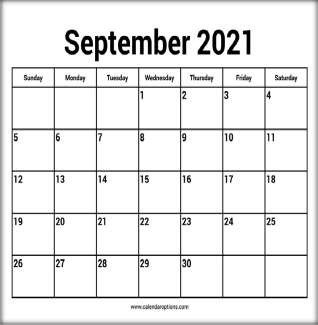 September 2021
Sunday Monday Tuesday Wednesday Thursday Friday Saturday
1 2 3 4
5 6 7 8 9 10 11
12 13 14 15 16 17 18
19 20 21 22 23 24 25
26 27 28 29 30
www.calendaroptions.com